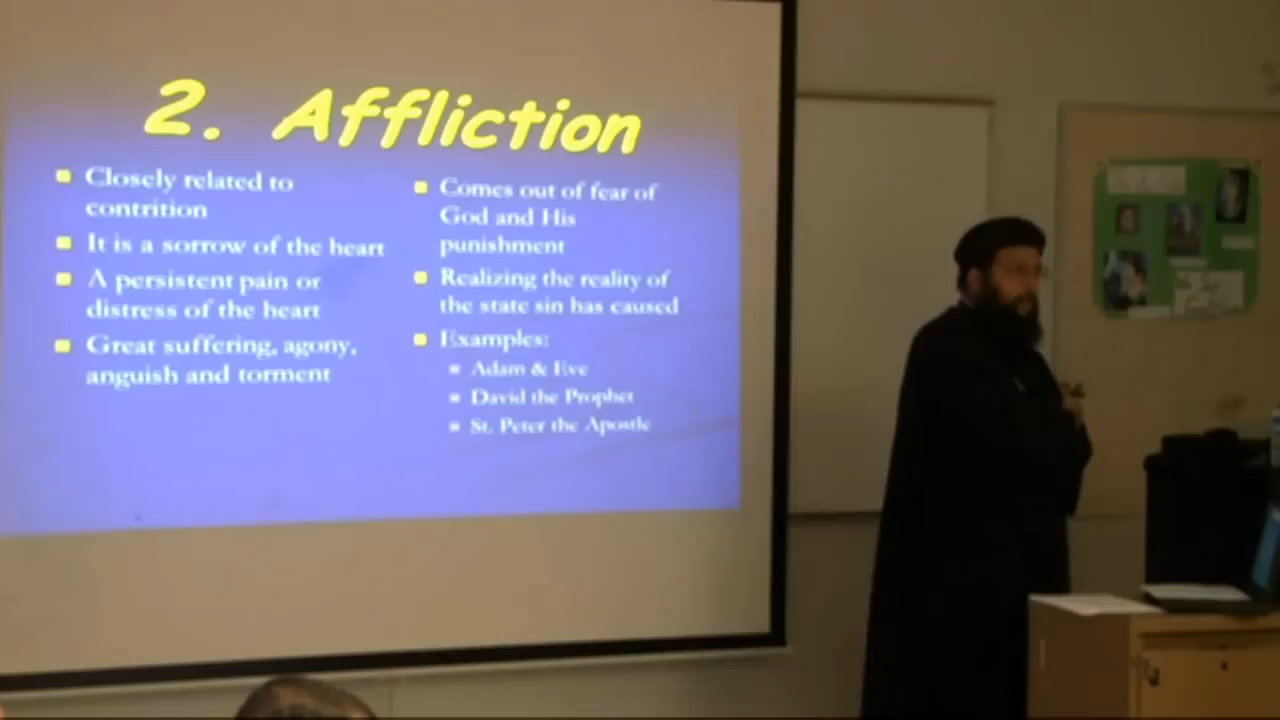 2. Affliction
Closely related to
contrition
It is a sorrow of the heart
A persistent pain or
distress of the heart
Great suffering, agony,
anguish and torment
Comes out of fear of
God and His
punishment
Realizing the reality of
the state sin has caused
Examples:
Adam & Eve
David the Prophet
St. Peter the Apostle